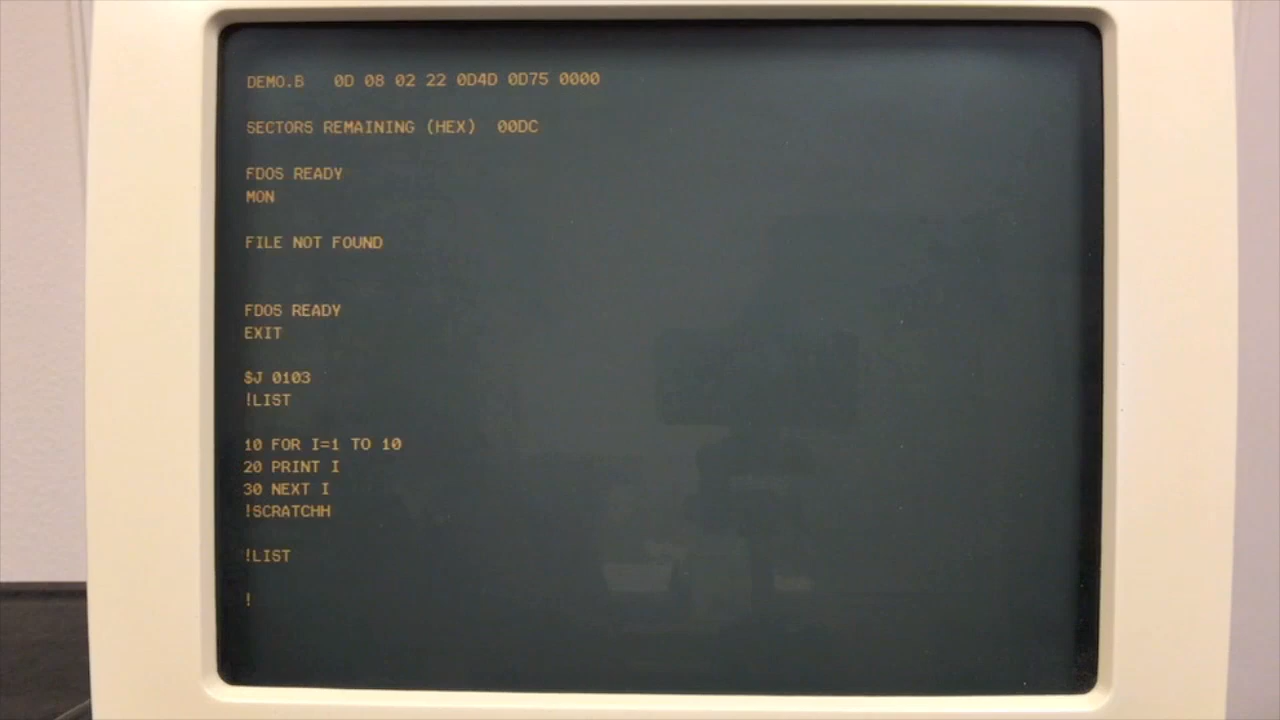 DEMO.B 0D 08 02 22 0D4D 0D75 0000
SECTORS REMAINING (HEX) 00DC
FDOS READY
MON
FILE NOT FOUND
FDOS READY
EXIT
$J 0103
!LIST
10 FOR I=1 TO 10
20 PRINT I
30 NEXT I
!SCRATCHH
!LIST
!